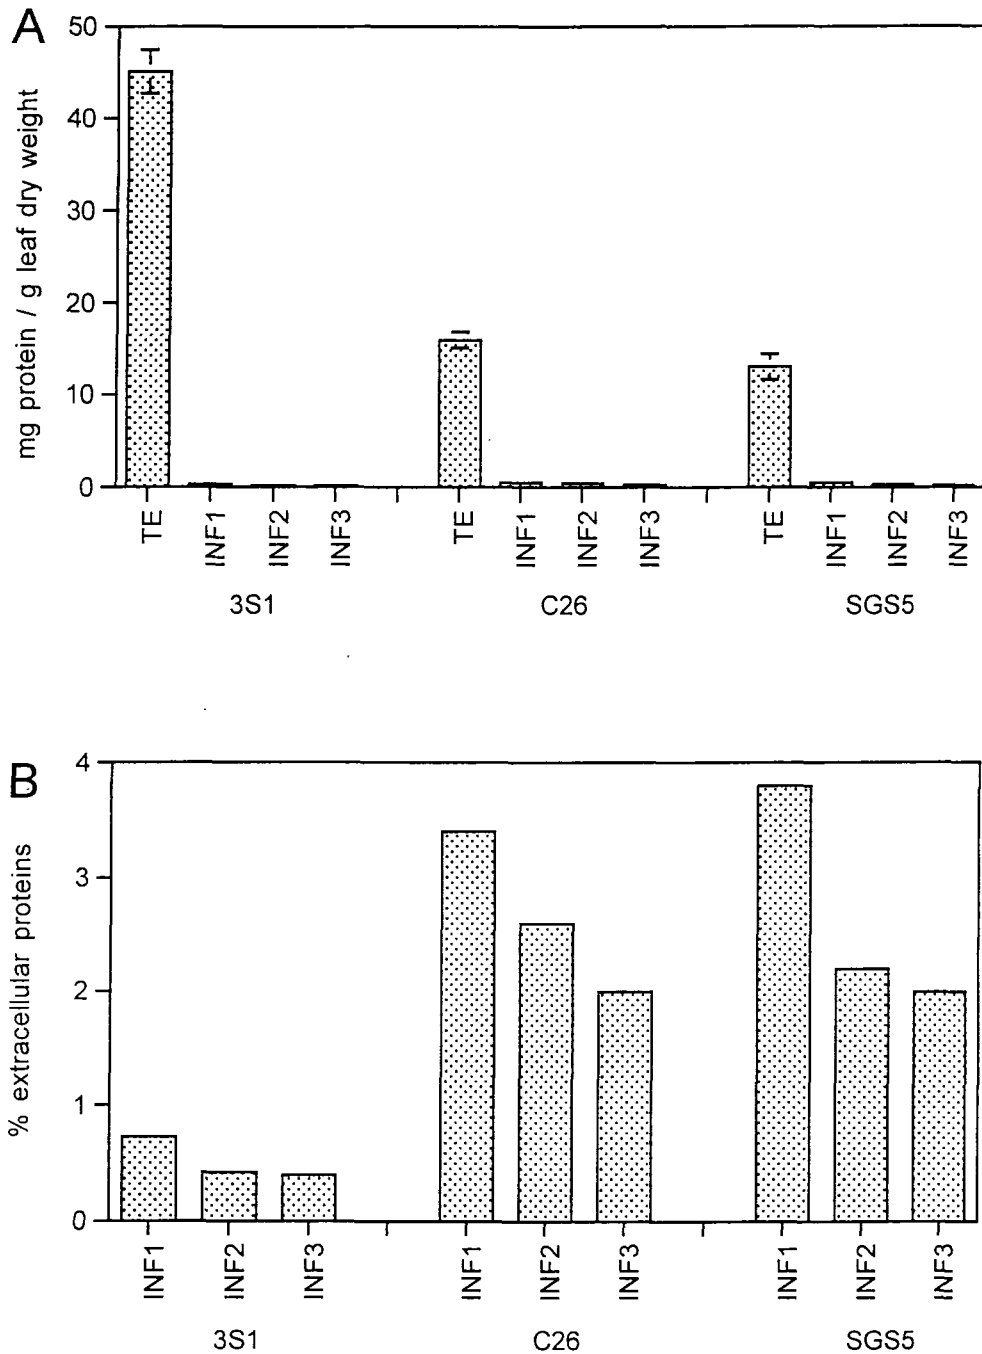 A
mg protein / g leaf dry weight
50
40
30
20
10
0
TE INF1 INF2 INF3 TE INF1 INF2 INF3 TE INF1 INF2 INF3
3S1 C26 SGS5
B
% extracellular proteins
4
3
2
1
0
INF1 INF2 INF3 INF1 INF2 INF3 INF1 INF2 INF3
3S1 C26 SGS5